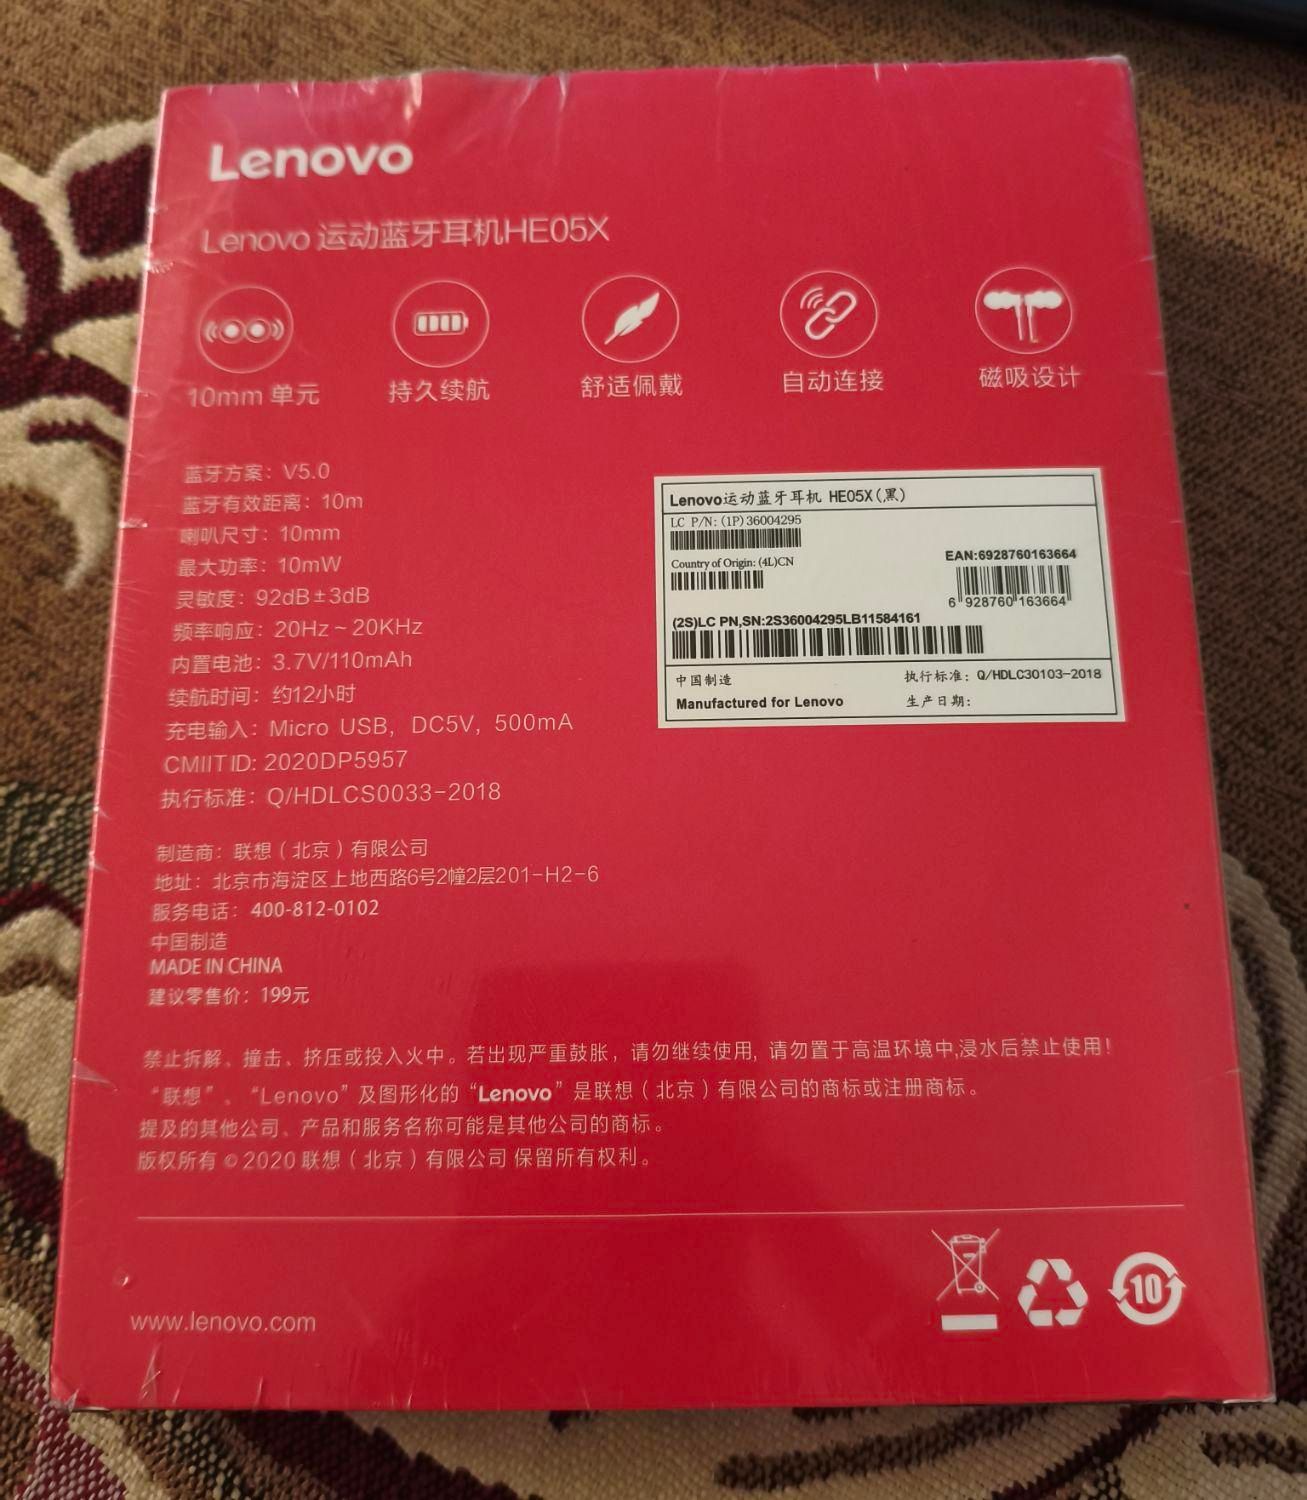 Lenovo
Lenovo 运动蓝牙耳机HE05X
10mm 单元
持久续航
舒适佩戴
自动连接
磁吸设计
蓝牙方案：V5.0
蓝牙有效距离：10m
喇叭尺寸：10mm
最大功率：10mW
灵敏度：92dB±3dB
频率响应：20Hz~20KHz
内置电池：3.7V/110mAh
续航时间：约12小时
充电输入：Micro USB, DC5V, 500mA
CMIIT ID: 2020DP5957
执行标准：Q/HDLCS0033-2018
Lenovo运动蓝牙耳机 HE05X(黑)
LC P/N: (1P)36004295
Country of Origin: (4L)CN
EAN:6928760163664
6 928760 163664
(2S)LC PN,SN:2S36004295LB11584161
中国制造
执行标准: Q/HDLC30103-2018
Manufactured for Lenovo
生产日期:
制造商：联想（北京）有限公司
地址：北京市海淀区上地西路6号2幢2层201-H2-6
服务电话：400-812-0102
中国制造
MADE IN CHINA
建议零售价：199元
禁止拆解、撞击、挤压或投入火中。若出现严重鼓胀，请勿继续使用, 请勿置于高温环境中,浸水后禁止使用!
“联想”、“Lenovo”及图形化的“Lenovo”是联想（北京）有限公司的商标或注册商标。
提及的其他公司、产品和服务名称可能是其他公司的商标。
版权所有 © 2020 联想（北京）有限公司 保留所有权利。
www.lenovo.com
10